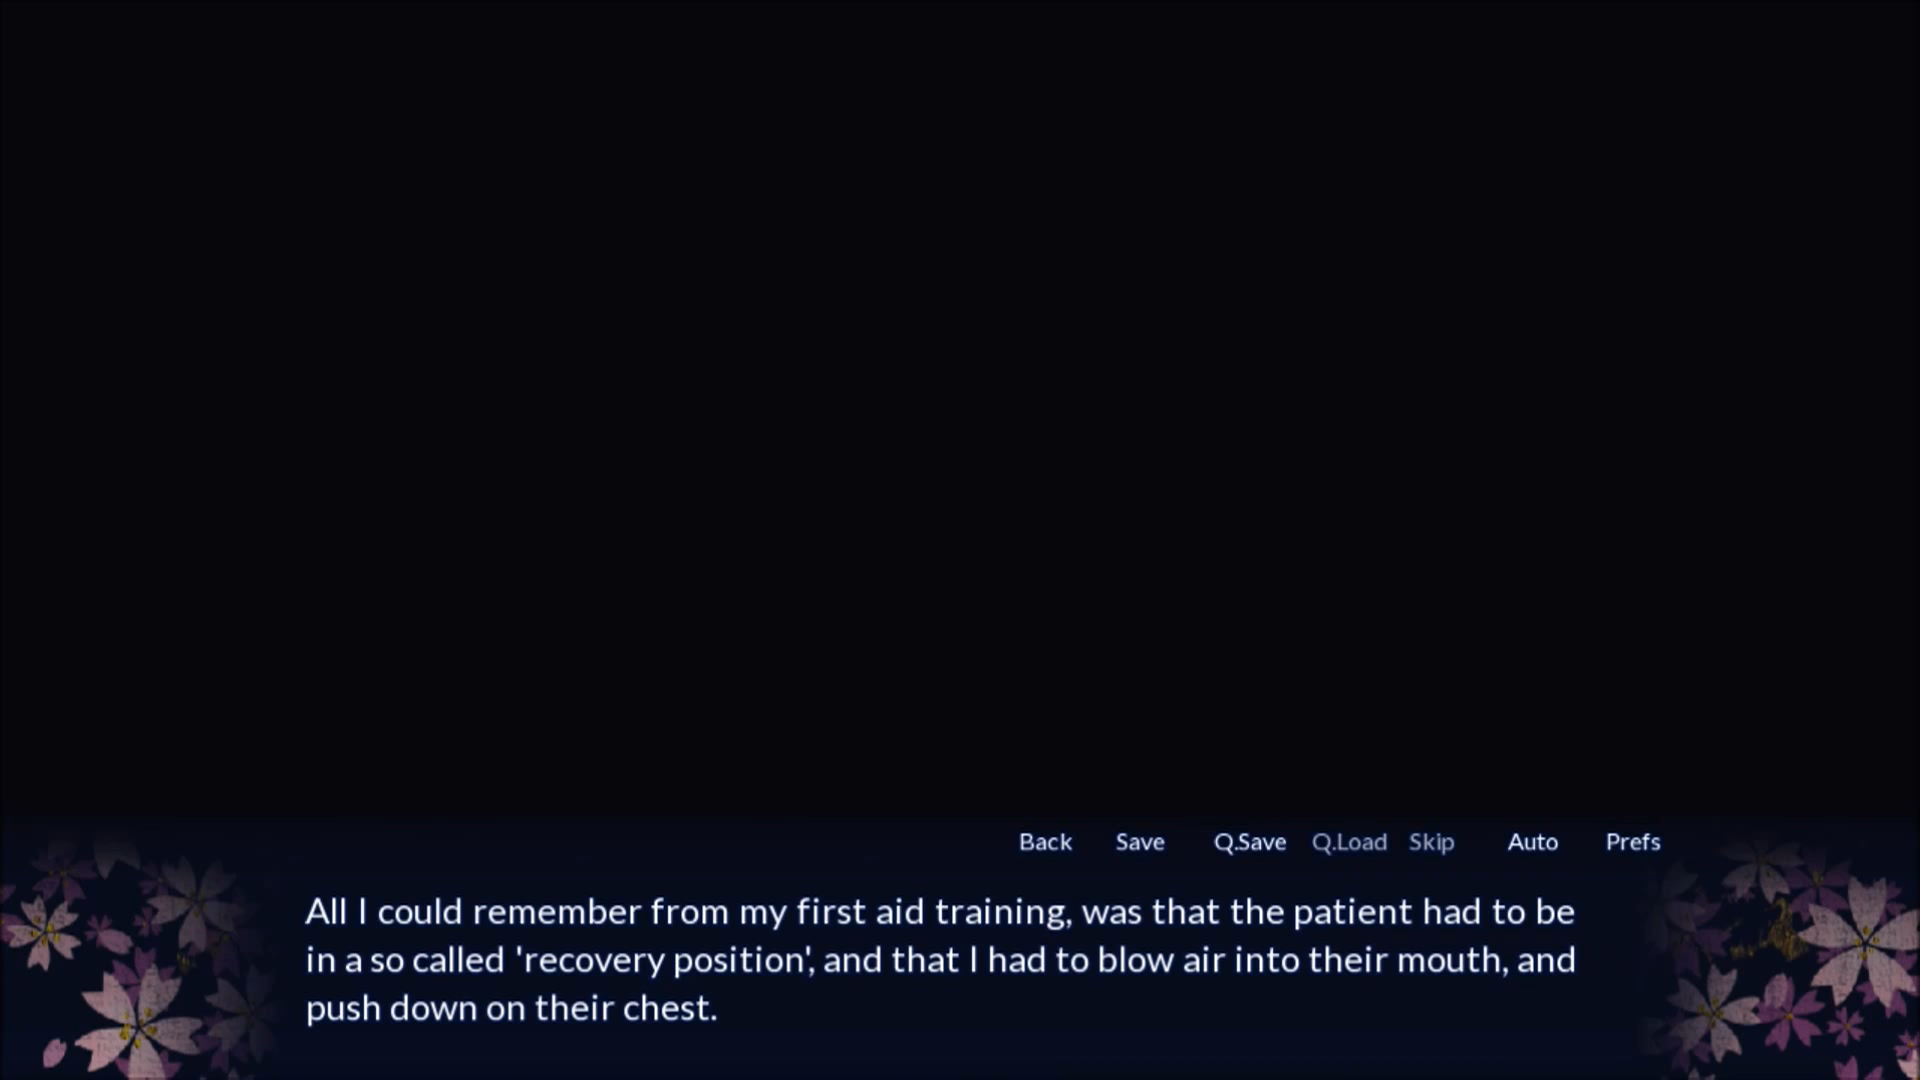 Back Save Q.Save Q.Load Skip Auto Prefs
All I could remember from my first aid training, was that the patient had to be
in a so called 'recovery position', and that I had to blow air into their mouth, and
push down on their chest.